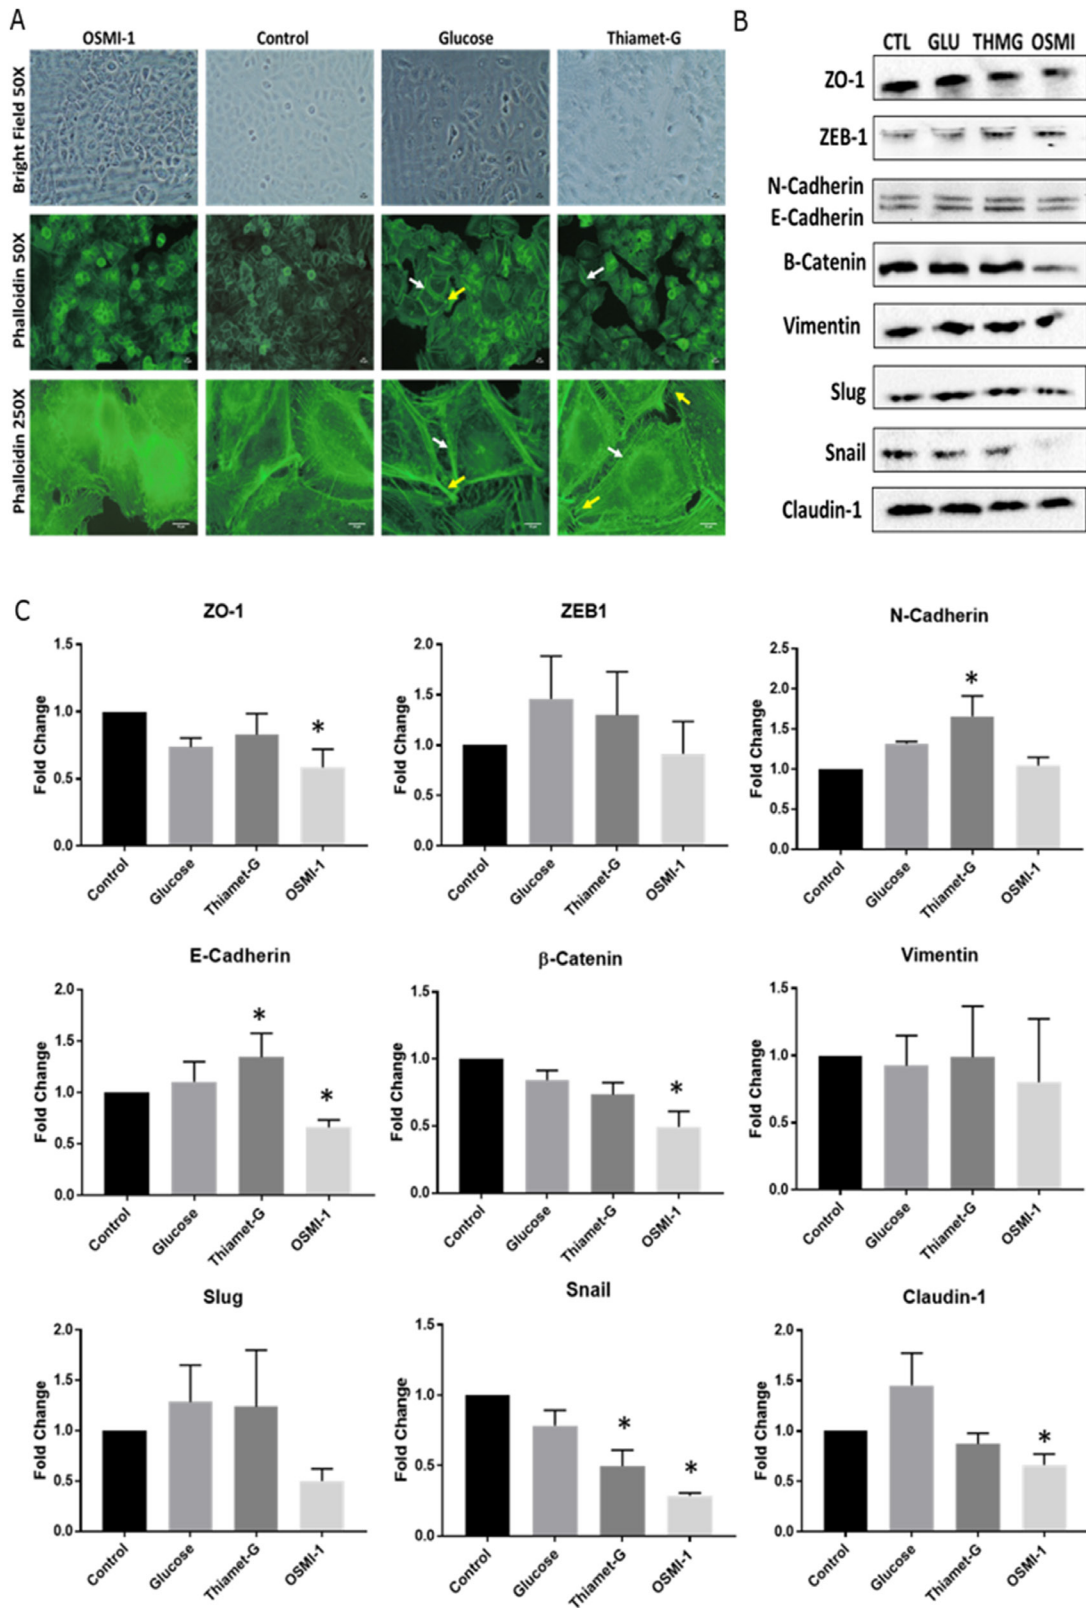 A
OSMI-1 Control Glucose Thiamet-G
Bright Field 50X
Phalloidin 50X
Phalloidin 250X
B
CTL GLU THMG OSMI
ZO-1
ZEB-1
N-Cadherin
E-Cadherin
B-Catenin
Vimentin
Slug
Snail
Claudin-1
C
ZO-1
Fold Change
1.5
1.0
0.5
0.0
*
Control Glucose Thiamet-G OSMI-1
ZEB1
Fold Change
2.0
1.5
1.0
0.5
0.0
Control Glucose Thiamet-G OSMI-1
N-Cadherin
Fold Change
2.5
2.0
1.5
1.0
0.5
0.0
*
Control Glucose Thiamet-G OSMI-1
E-Cadherin
Fold Change
2.0
1.5
1.0
0.5
0.0
*
*
Control Glucose Thiamet-G OSMI-1
β-Catenin
Fold Change
1.5
1.0
0.5
0.0
*
Control Glucose Thiamet-G OSMI-1
Vimentin
Fold Change
1.5
1.0
0.5
0.0
Control Glucose Thiamet-G OSMI-1
Slug
Fold Change
2.0
1.5
1.0
0.5
0.0
Control Glucose Thiamet-G OSMI-1
Snail
Fold Change
1.5
1.0
0.5
0.0
*
*
Control Glucose Thiamet-G OSMI-1
Claudin-1
Fold Change
2.0
1.5
1.0
0.5
0.0
*
Control Glucose Thiamet-G OSMI-1